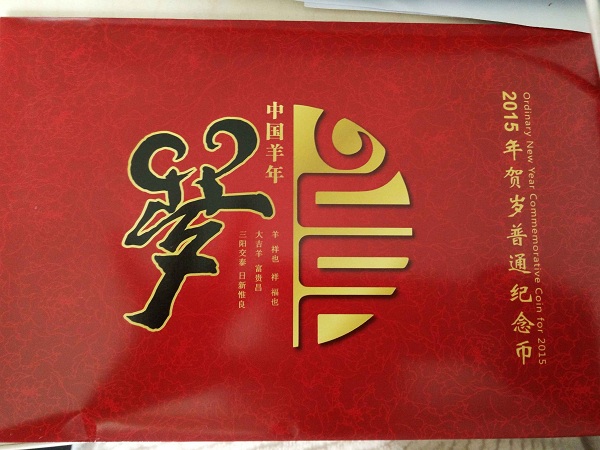 Ordinary New Year Commemorative Coin for 2015
2015年贺岁普通纪念币
羊 祥也 祥 福也
大吉羊 富贵昌
三阳交泰 日新惟良
中国羊年